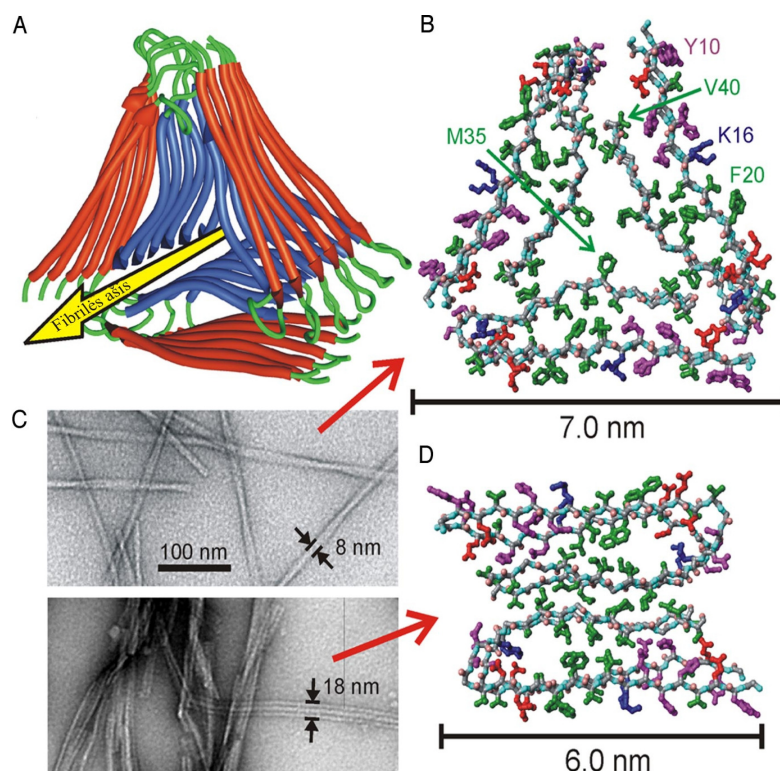 A
Fibrilės ašis
B
Y10
V40
M35
K16
F20
7.0 nm
C
100 nm
8 nm
18 nm
D
6.0 nm